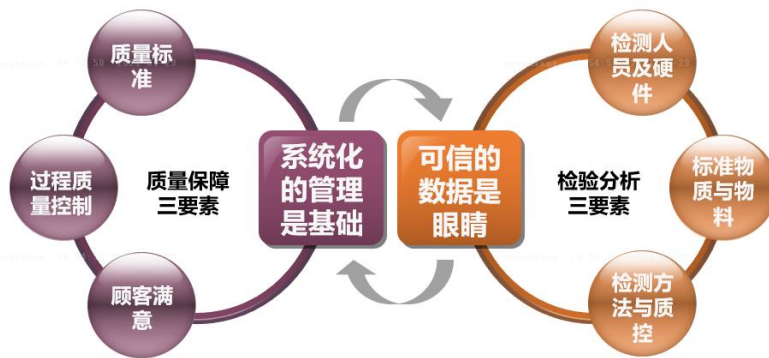 质量标
准
过程质
量控制
顾客满
意
质量保障
三要素
系统化
的管理
是基础
可信的
数据是
眼睛
检验分析
三要素
检测人
员及硬
件
标准物
质与物
料
检测方
法与质
控